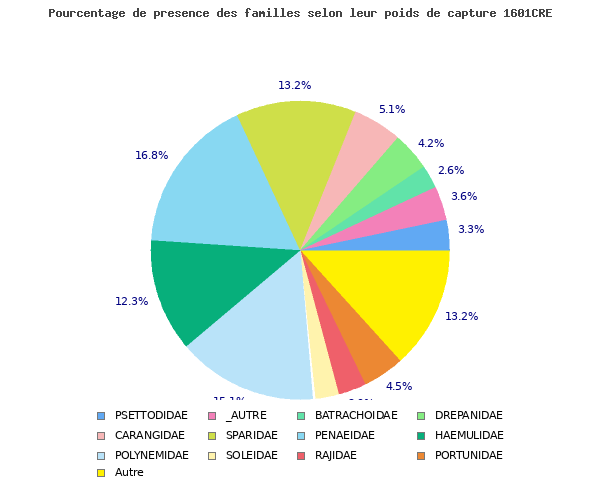 Pourcentage de presence des familles selon leur poids de capture 1601CRE
13.2%
5.1%
4.2%
16.8%
2.6%
3.6%
3.3%
12.3%
13.2%
4.5%
15.1%
PSETTODIDAE _AUTRE BATRACHOIDAE DREPANIDAE
CARANGIDAE SPARIDAE PENAEIDAE HAEMULIDAE
POLYNEMIDAE SOLEIDAE RAJIDAE PORTUNIDAE
Autre